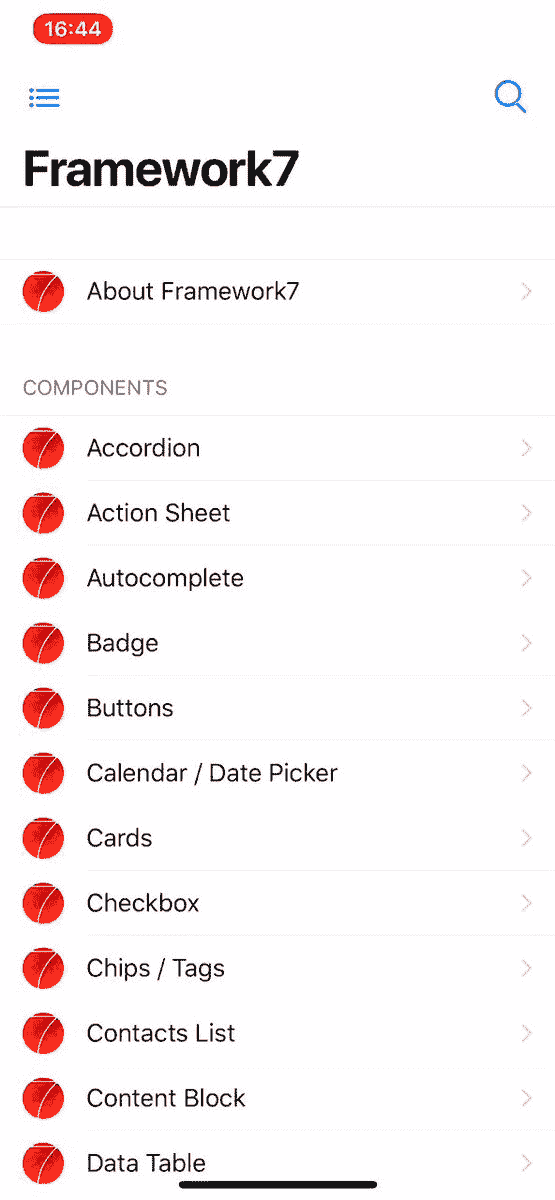 16:44
Framework7
About Framework7
COMPONENTS
Accordion
Action Sheet
Autocomplete
Badge
Buttons
Calendar / Date Picker
Cards
Checkbox
Chips / Tags
Contacts List
Content Block
Data Table